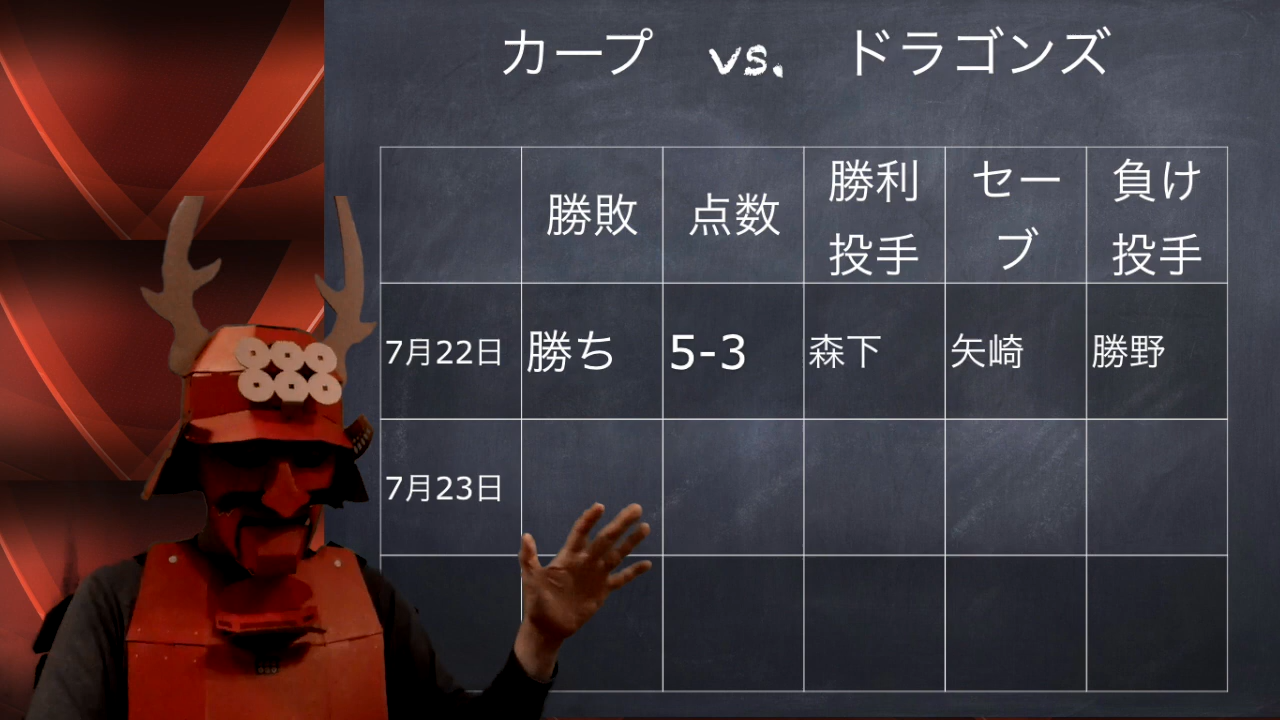 カープ vs. ドラゴンズ
勝敗 点数 勝利投手 セーブ 負け投手
7月22日 勝ち 5-3 森下 矢崎 勝野
7月23日